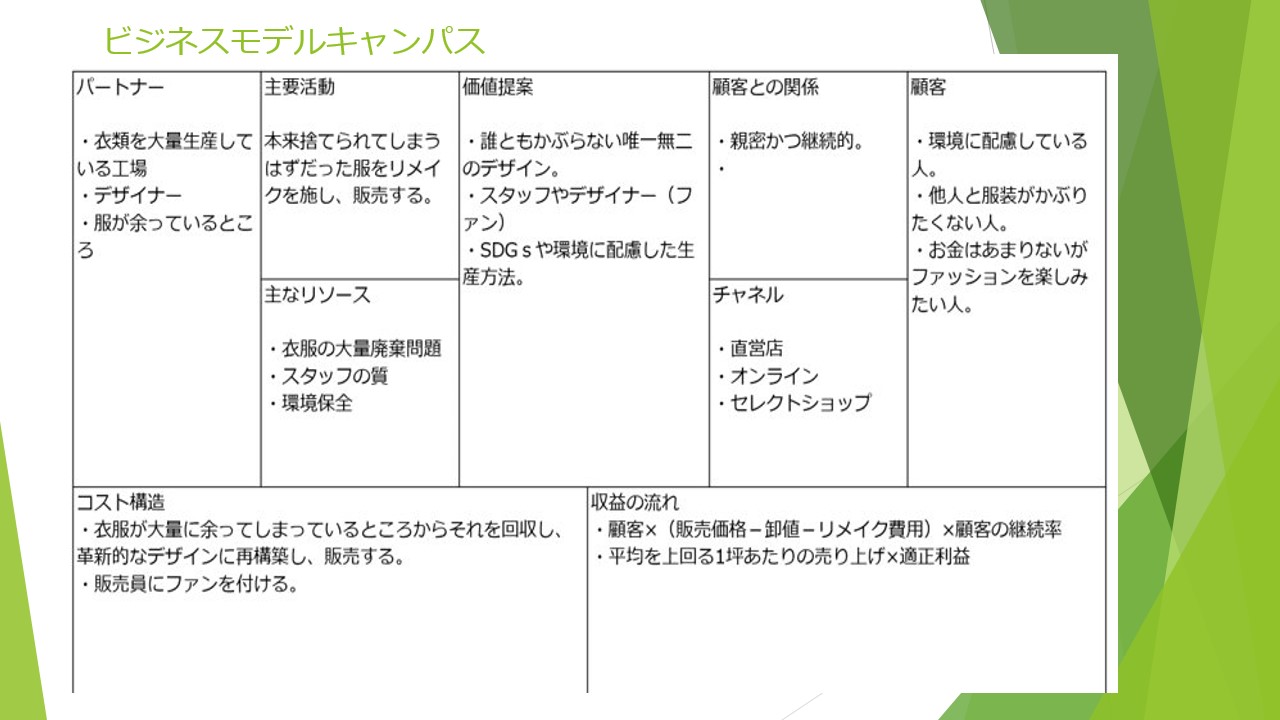 ビジネスモデルキャンパス
パートナー
・衣類を大量生産して
いる工場
・デザイナー
・服が余っているとこ
ろ
主要活動
本来捨てられてしまう
はずだった服をリメイ
クを施し、販売する。
主なリソース
・衣服の大量廃棄問題
・スタッフの質
・環境保全
価値提案
・誰ともかぶらない唯一無二
のデザイン。
・スタッフやデザイナー（フ
ァン）
・SDGｓや環境に配慮した生
産方法。
顧客との関係
・親密かつ継続的。
・
チャネル
・直営店
・オンライン
・セレクトショップ
顧客
・環境に配慮している
人。
・他人と服装がかぶり
たくない人。
・お金はあまりないが
ファッションを楽しみ
たい人。
コスト構造
・衣服が大量に余ってしまっているところからそれを回収し、
革新的なデザインに再構築し、販売する。
・販売員にファンを付ける。
収益の流れ
・顧客×（販売価格－卸値－リメイク費用）×顧客の継続率
・平均を上回る1坪あたりの売り上げ×適正利益